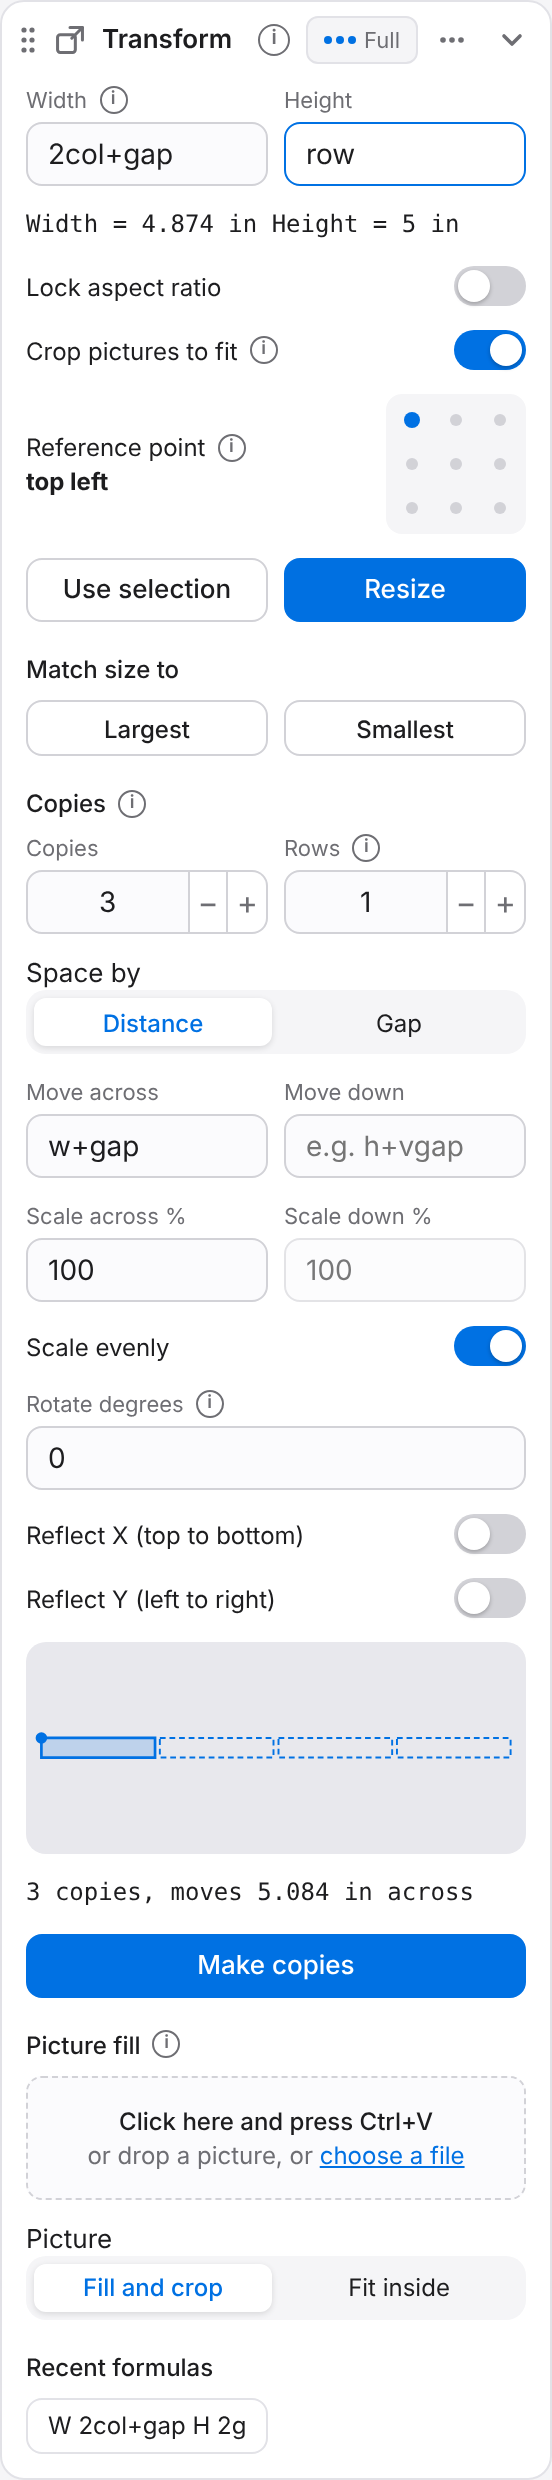 Transform Full
Width Height
2col+gap row
Width = 4.874 in Height = 5 in
Lock aspect ratio
Crop pictures to fit
Reference point
top left
Use selection Resize
Match size to
Largest Smallest
Copies
Copies Rows
3 − + 1 − +
Space by
Distance Gap
Move across Move down
w+gap e.g. h+vgap
Scale across % Scale down %
100 100
Scale evenly
Rotate degrees
0
Reflect X (top to bottom)
Reflect Y (left to right)
3 copies, moves 5.084 in across
Make copies
Picture fill
Click here and press Ctrl+V
or drop a picture, or choose a file
Picture
Fill and crop Fit inside
Recent formulas
W 2col+gap H 2g